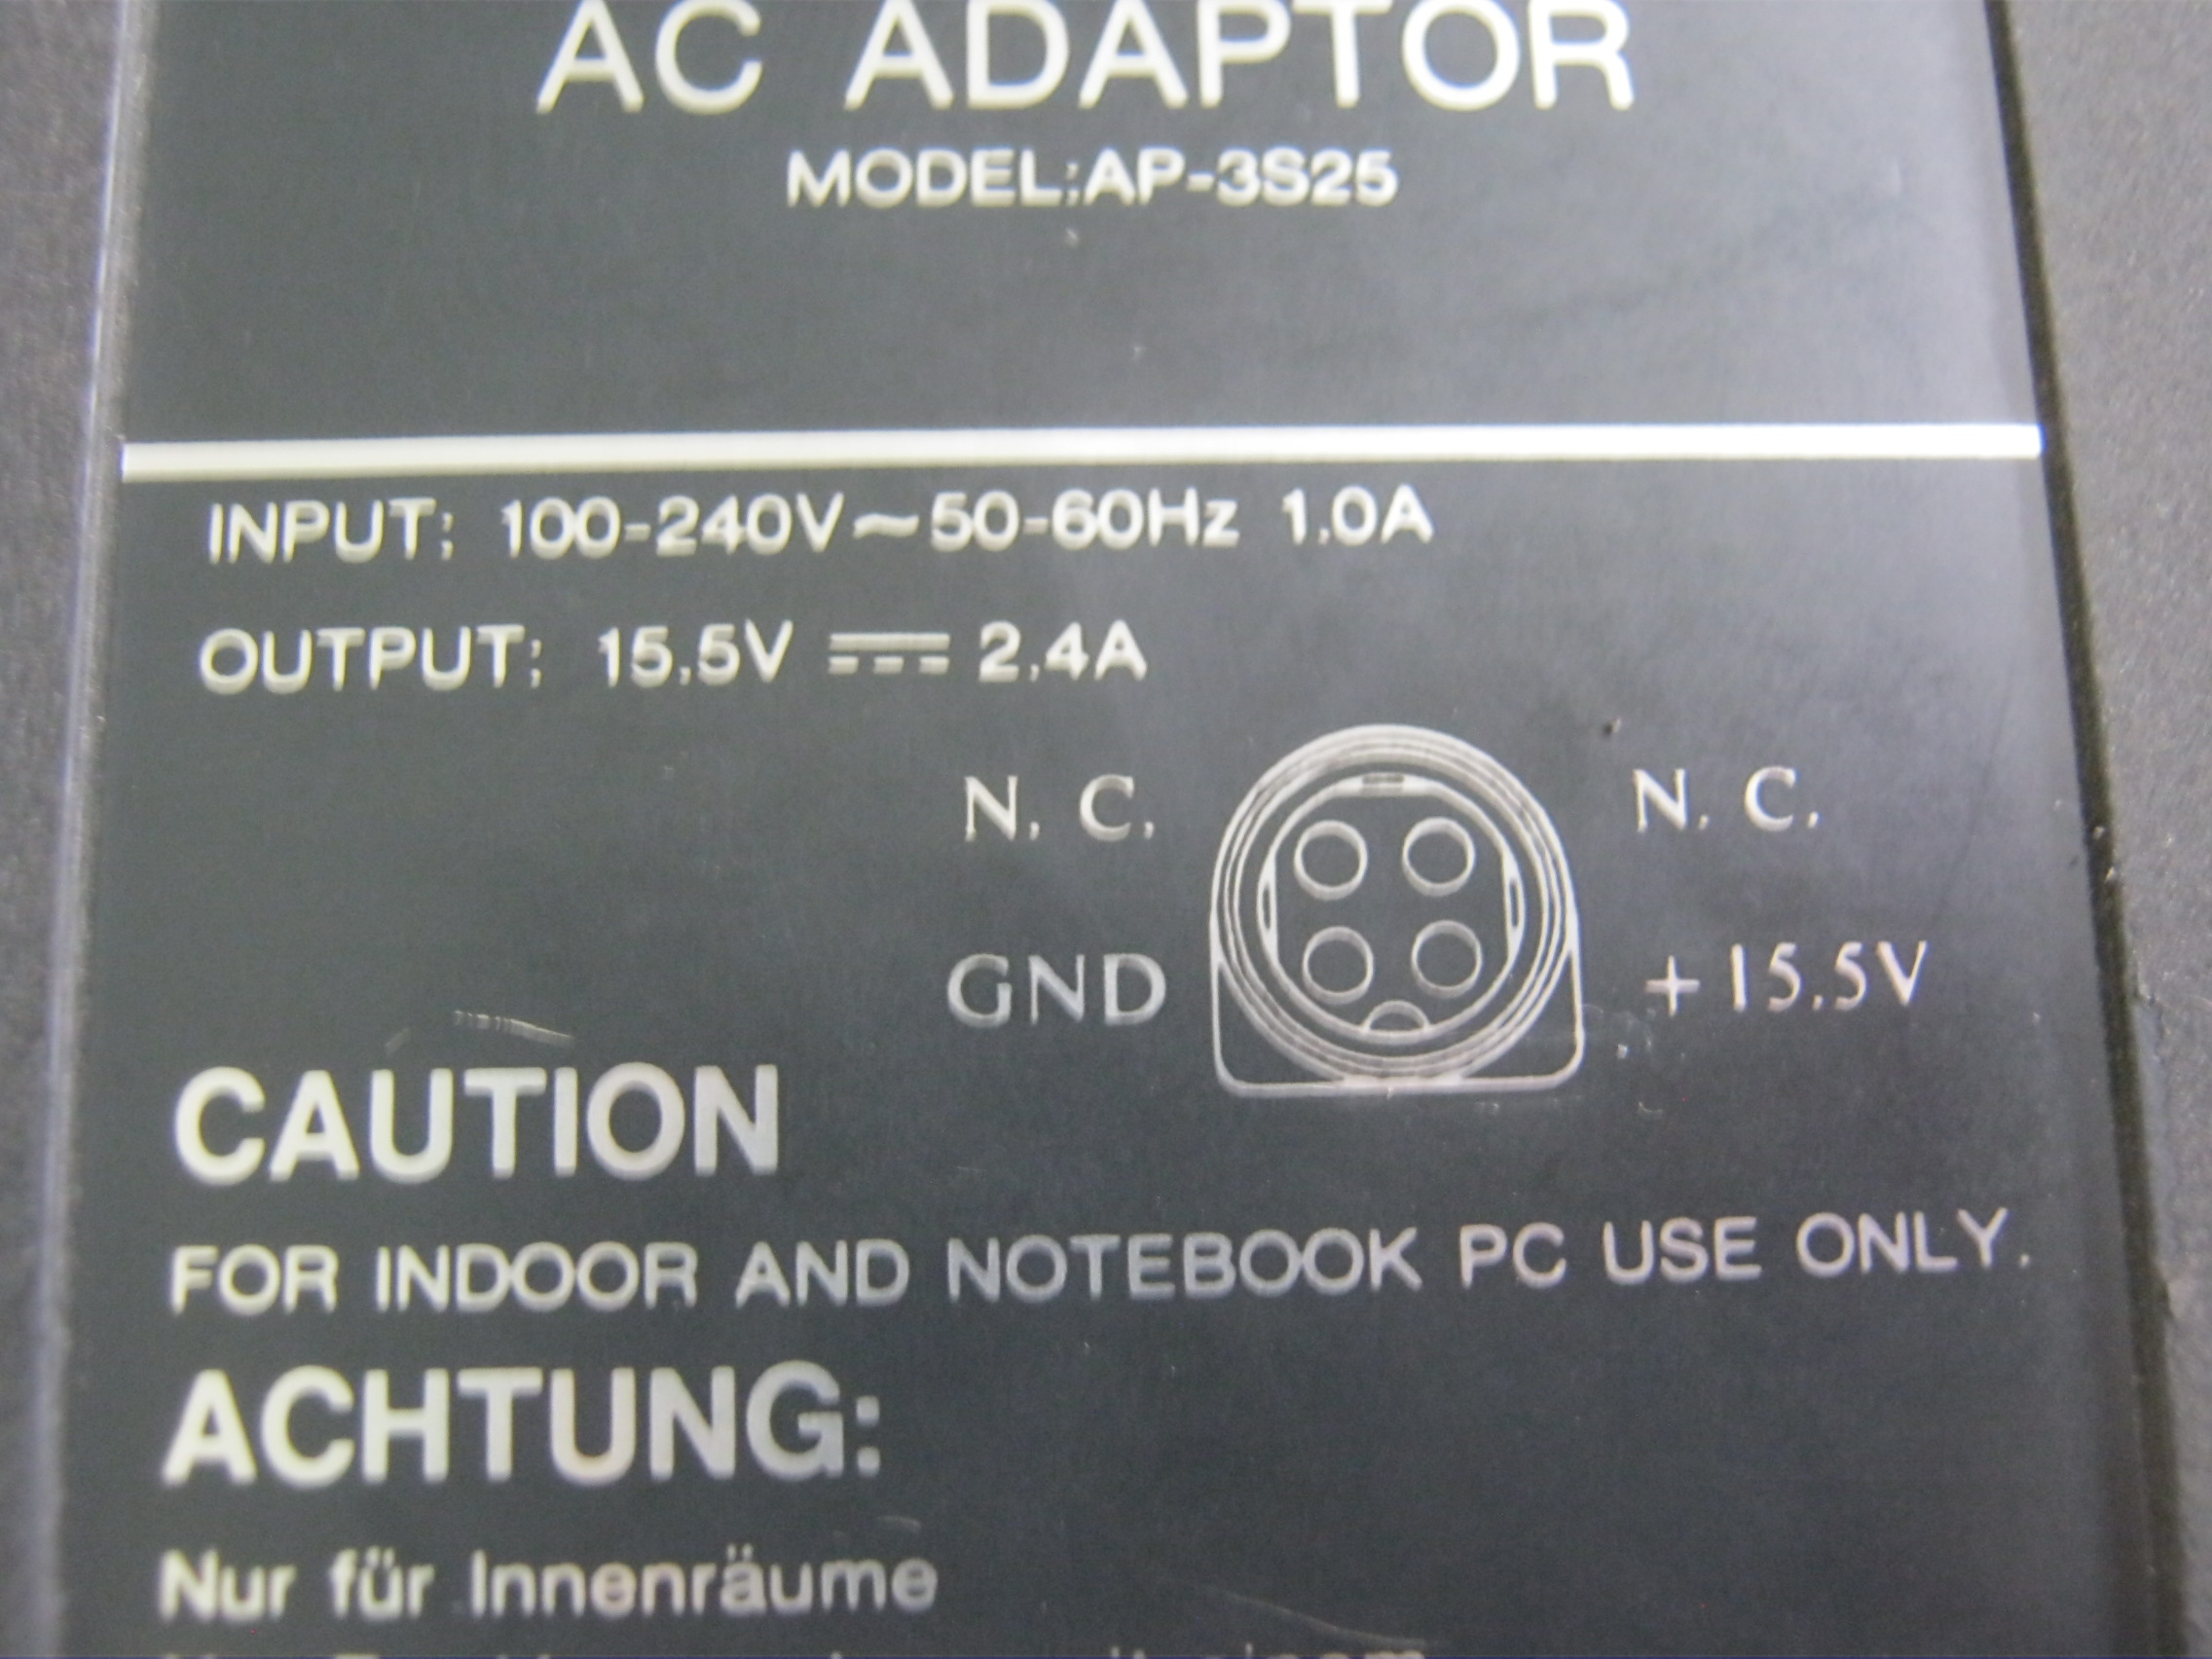 AC ADAPTOR
MODEL:AP-3S25
INPUT: 100-240V~50-60Hz 1.0A
OUTPUT: 15.5V ⎓ 2.4A
N. C. N. C.
GND +15.5V
CAUTION
FOR INDOOR AND NOTEBOOK PC USE ONLY.
ACHTUNG:
Nur für Innenräume